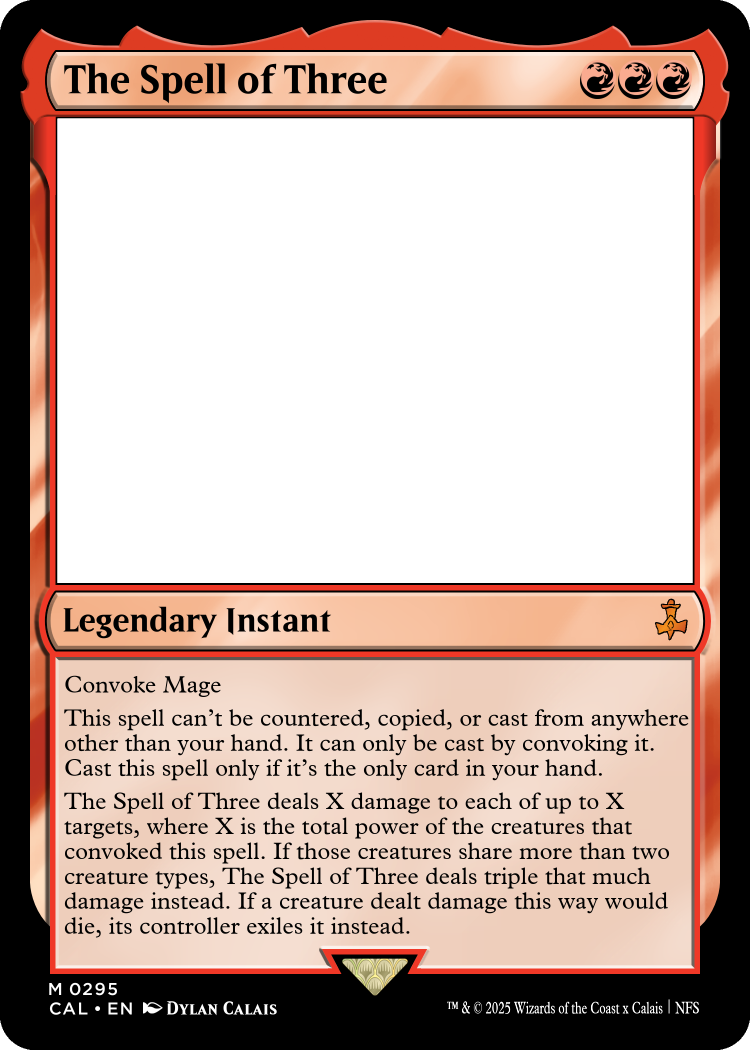 The Spell of Three
Legendary Instant
Convoke Mage
This spell can’t be countered, copied, or cast from anywhere
other than your hand. It can only be cast by convoking it.
Cast this spell only if it’s the only card in your hand.
The Spell of Three deals X damage to each of up to X
targets, where X is the total power of the creatures that
convoked this spell. If those creatures share more than two
creature types, The Spell of Three deals triple that much
damage instead. If a creature dealt damage this way would
die, its controller exiles it instead.
M 0295
CAL • EN Dylan Calais
™ & © 2025 Wizards of the Coast x Calais | NFS